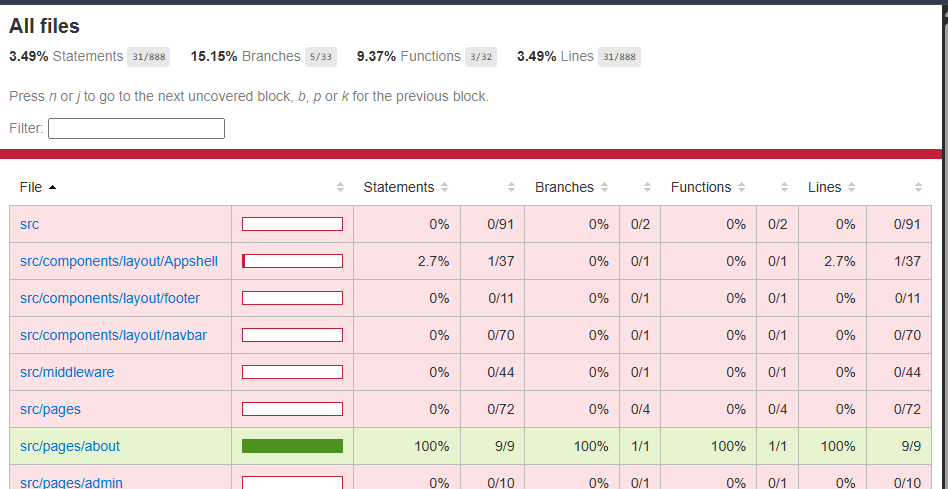 All files
3.49% Statements 31/888 15.15% Branches 5/33 9.37% Functions 3/32 3.49% Lines 31/888
Press n or j to go to the next uncovered block, b, p or k for the previous block.
Filter:
File Statements Branches Functions Lines
src 0% 0/91 0% 0/2 0% 0/2 0% 0/91
src/components/layout/Appshell 2.7% 1/37 0% 0/1 0% 0/1 2.7% 1/37
src/components/layout/footer 0% 0/11 0% 0/1 0% 0/1 0% 0/11
src/components/layout/navbar 0% 0/70 0% 0/1 0% 0/1 0% 0/70
src/middleware 0% 0/44 0% 0/1 0% 0/1 0% 0/44
src/pages 0% 0/72 0% 0/4 0% 0/4 0% 0/72
src/pages/about 100% 9/9 100% 1/1 100% 1/1 100% 9/9
src/pages/admin 0% 0/10 0% 0/1 0% 0/1 0% 0/10